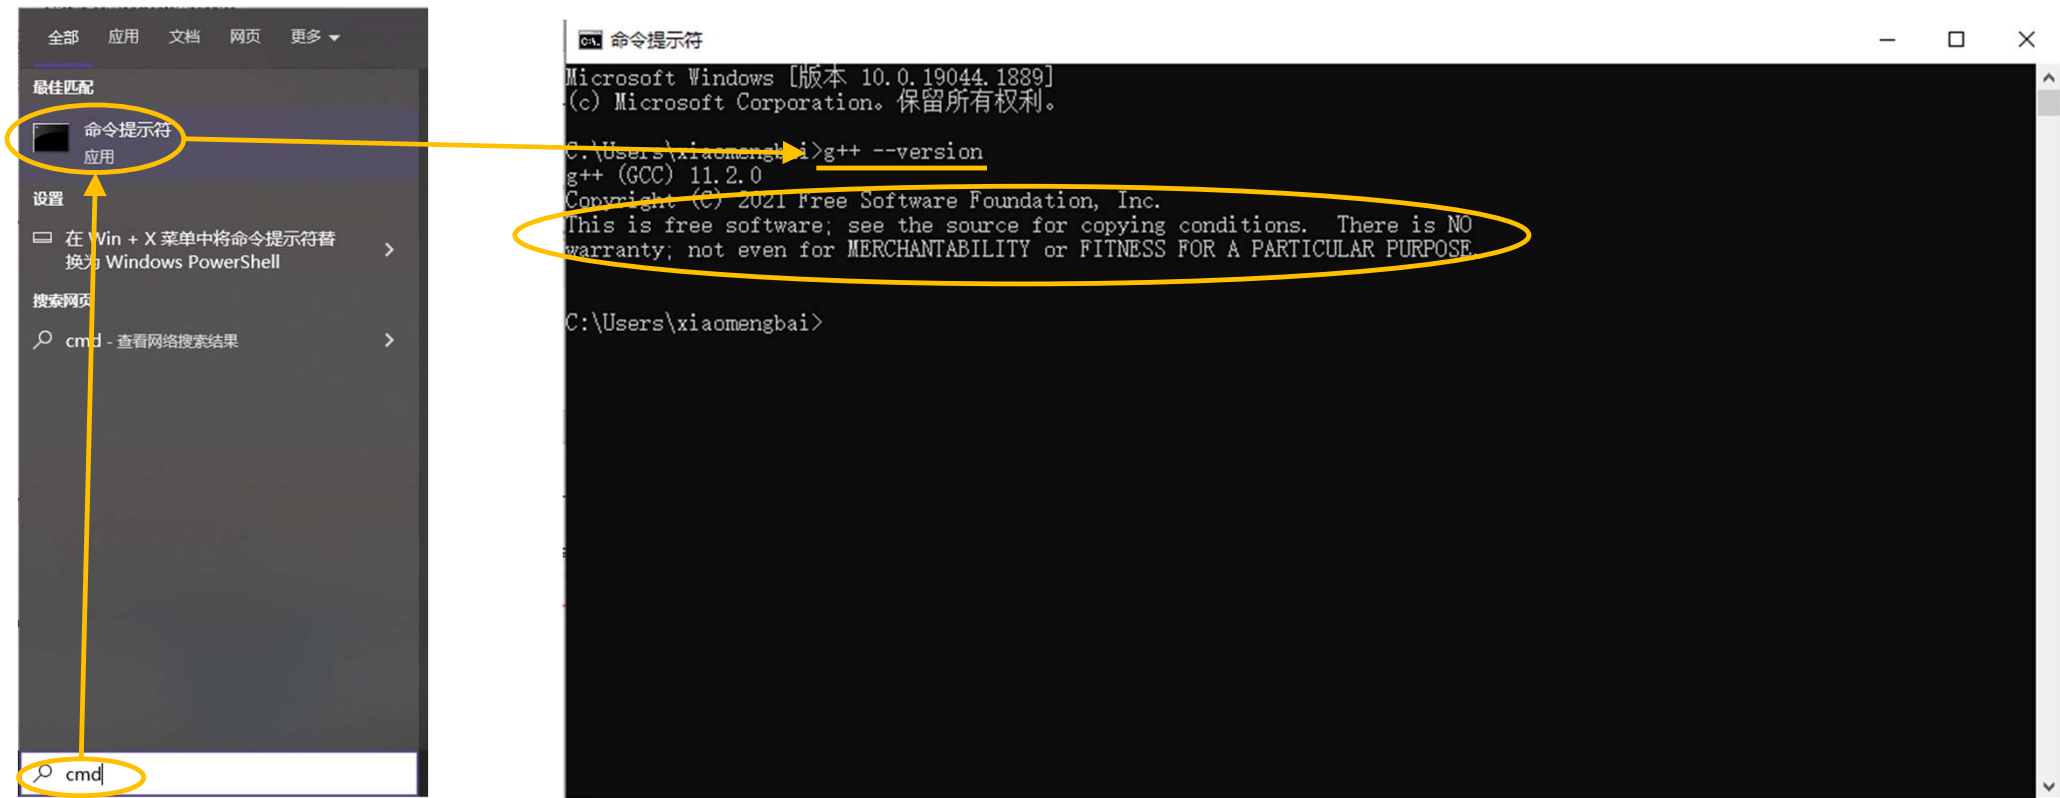 全部 应用 文档 网页 更多
最佳匹配
命令提示符
应用
设置
在 Win + X 菜单中将命令提示符替
换为 Windows PowerShell
搜索网页
cmd - 查看网络搜索结果
cmd
命令提示符
Microsoft Windows [版本 10.0.19044.1889]
(c) Microsoft Corporation。保留所有权利。
C:\Users\xiaomengbai>g++ --version
g++ (GCC) 11.2.0
Copyright (C) 2021 Free Software Foundation, Inc.
This is free software; see the source for copying conditions.  There is NO
warranty; not even for MERCHANTABILITY or FITNESS FOR A PARTICULAR PURPOSE.
C:\Users\xiaomengbai>